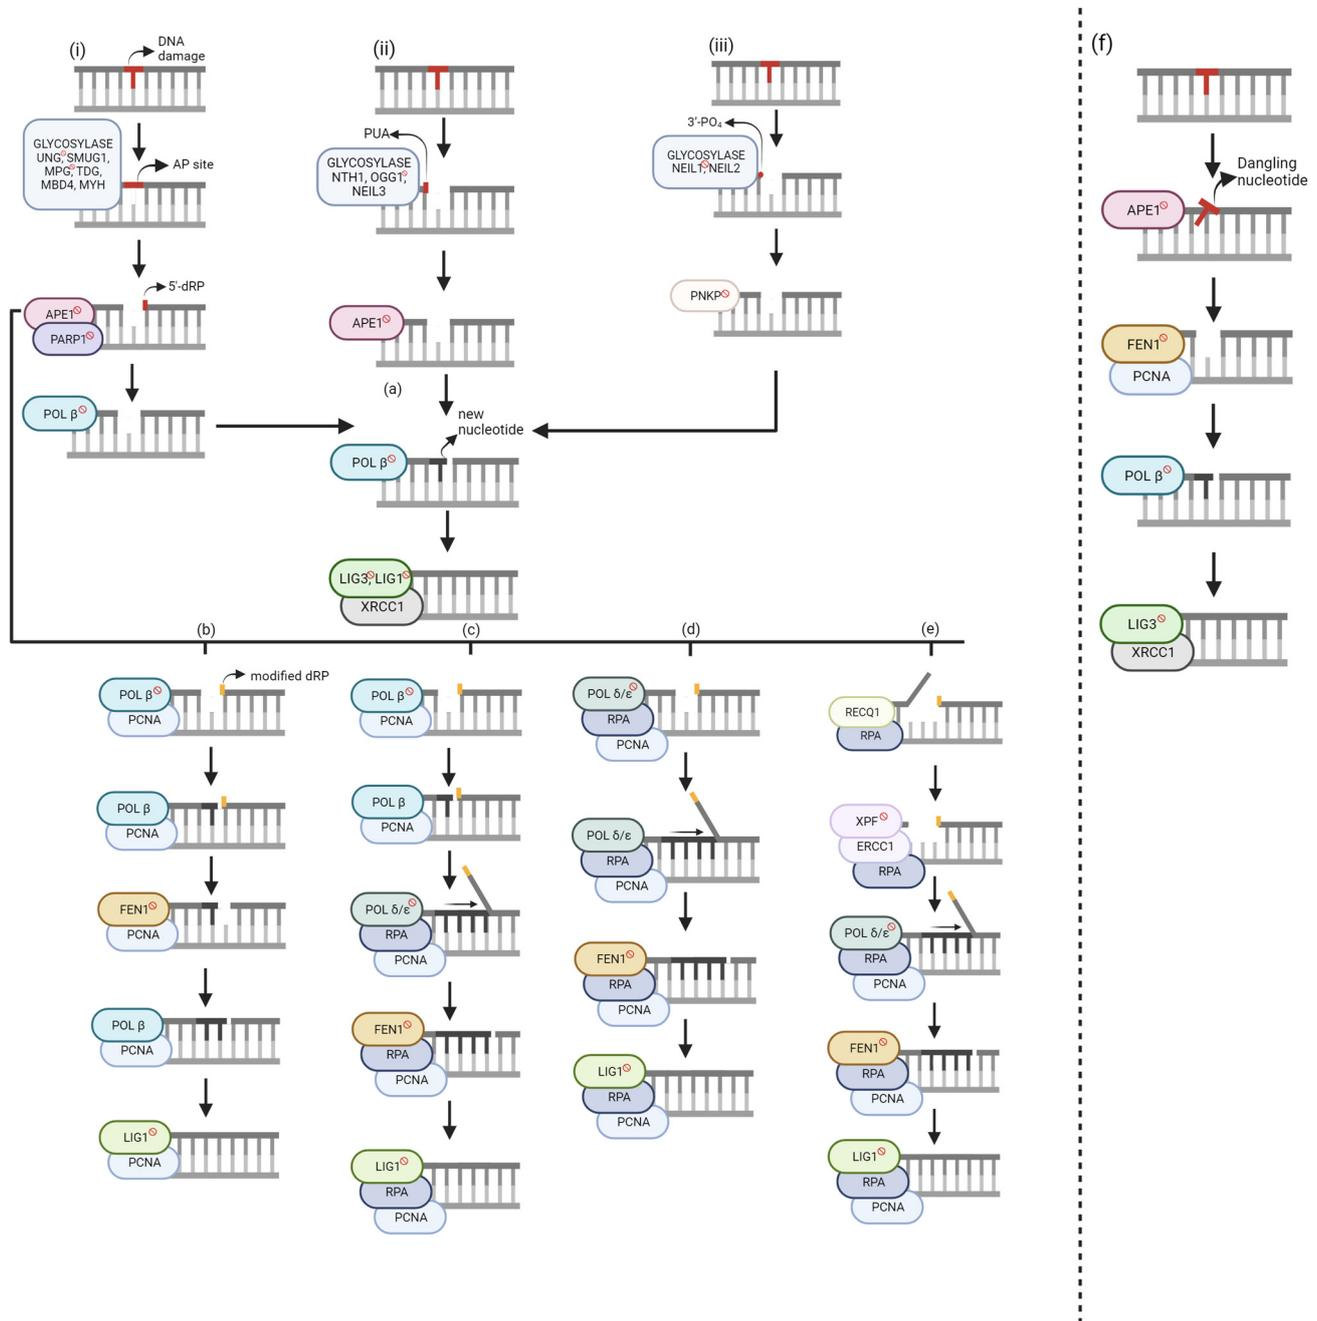 (i)
DNA
damage
GLYCOSYLASE
UNG, SMUG1,
MPG, TDG,
MBD4, MYH
AP site
5'-dRP
APE1
PARP1
POL β
(ii)
PUA
GLYCOSYLASE
NTH1, OGG1,
NEIL3
APE1
(a)
new
nucleotide
POL β
LIG3, LIG1
XRCC1
(iii)
3'-PO₄
GLYCOSYLASE
NEIL1, NEIL2
PNKP
(b)
modified dRP
POL β
PCNA
POL β
PCNA
FEN1
PCNA
POL β
PCNA
LIG1
PCNA
(c)
POL β
PCNA
POL β
PCNA
POL δ/ε
RPA
PCNA
FEN1
RPA
PCNA
LIG1
RPA
PCNA
(d)
POL δ/ε
RPA
PCNA
POL δ/ε
RPA
PCNA
FEN1
RPA
PCNA
LIG1
RPA
PCNA
(e)
RECQ1
RPA
XPF
ERCC1
RPA
POL δ/ε
RPA
PCNA
FEN1
RPA
PCNA
LIG1
RPA
PCNA
(f)
Dangling
nucleotide
APE1
FEN1
PCNA
POL β
LIG3
XRCC1